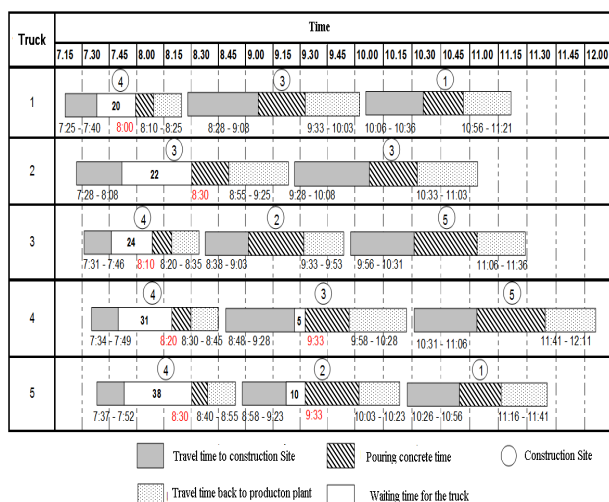 Truck
Time
7.15 7.30 7.45 8.00 8.15 8.30 8.45 9.00 9.15 9.30 9.45 10.00 10.15 10.30 10.45 11.00 11.15 11.30 11.45 12.00
4 3 1
1 20
7:25 - 7:40 8:00 8:10 - 8:25 8:28 - 9:08 9:33 - 10:03 10:06 - 10:36 10:56 - 11:21
3 3
2 22
7:28 - 8:08 8:30 8:55 - 9:25 9:28 - 10:08 10:33 - 11:03
4 2 5
3 24
7:31 - 7:46 8:10 8:20 - 8:35 8:38 - 9:03 9:33 - 9:53 9:56 - 10:31 11:06 - 11:36
4 3 5
4 31 5
7:34 - 7:49 8:20 8:30 - 8:45 8:48 - 9:28 9:33 9:58 - 10:28 10:31 - 11:06 11:41 - 12:11
4 2 1
5 38 10
7:37 - 7:52 8:30 8:40 - 8:55 8:58 - 9:23 9:33 10:03 - 10:23 10:26 - 10:56 11:16 - 11:41
Travel time to construction Site Pouring concrete time Construction Site
Travel time back to producton plant Waiting time for the truck